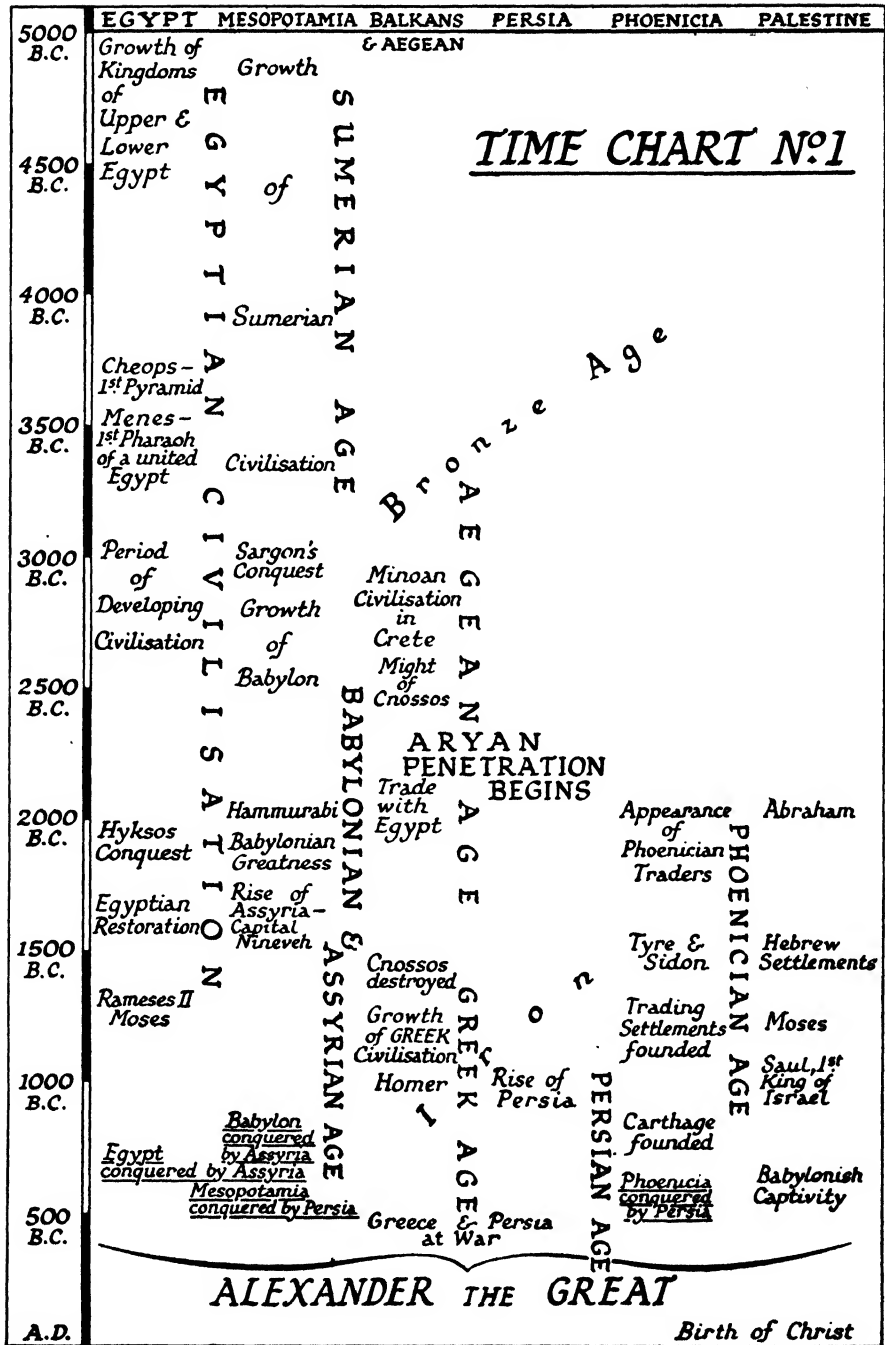 EGYPT MESOPOTAMIA BALKANS PERSIA PHOENICIA PALESTINE
& AEGEAN
TIME CHART No. 1
5000
B.C.
4500
B.C.
4000
B.C.
3500
B.C.
3000
B.C.
2500
B.C.
2000
B.C.
1500
B.C.
1000
B.C.
500
B.C.
A.D.
Growth of
Kingdoms
of
Upper &
Lower
Egypt
Cheops –
1st Pyramid
Menes –
1st Pharaoh
of a united
Egypt
Period
of
Developing
Civilisation
Hyksos
Conquest
Egyptian
Restoration
Rameses II
Moses
Egypt
conquered by Assyria
EGYPTIAN CIVILISATION
Growth
of
Sumerian
Civilisation
Sargon's
Conquest
Growth
of
Babylon
Hammurabi
Babylonian
Greatness
Rise of
Assyria –
Capital
Nineveh
Babylon
conquered
by Assyria
Mesopotamia
conquered by Persia
SUMERIAN AGE
BABYLONIAN &
ASSYRIAN AGE
Bronze Age
Minoan
Civilisation
in
Crete
Might
of
Cnossos
ARYAN
PENETRATION
BEGINS
Trade
with
Egypt
Cnossos
destroyed
Growth
of GREEK
Civilisation
Homer
Greece & Persia
at War
AEGEAN AGE
GREEK AGE
Iron
Rise of
Persia
PERSIAN AGE
Appearance
of
Phoenician
Traders
Tyre &
Sidon
Trading
Settlements
founded
Carthage
founded
Phoenicia
conquered
by Persia
PHOENICIAN AGE
Abraham
Hebrew
Settlements
Moses
Saul, 1st
King of
Israel
Babylonish
Captivity
ALEXANDER THE GREAT
Birth of Christ